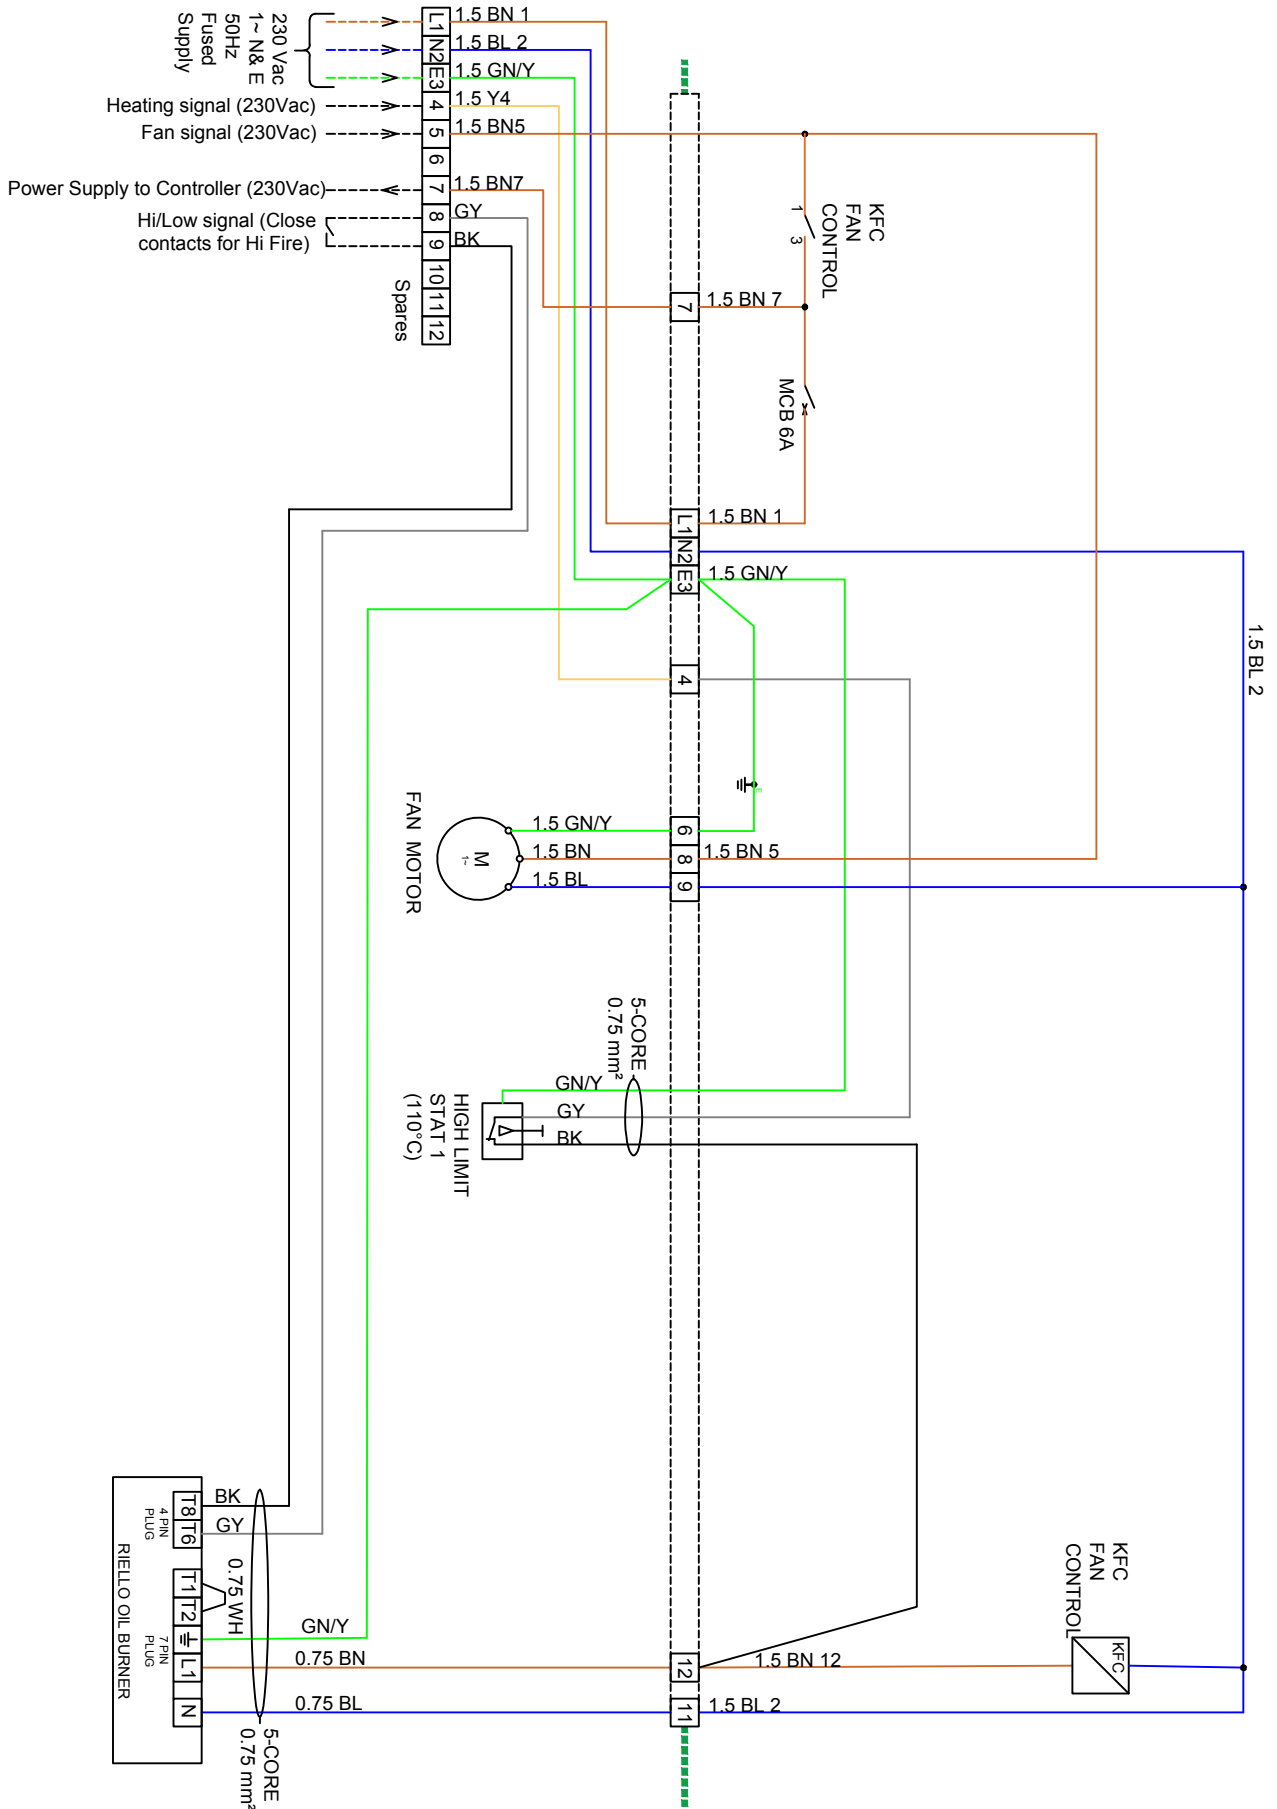 230 Vac
1~ N& E
50Hz
Fused
Supply
L1 1.5 BN 1
N2 1.5 BL 2
E3 1.5 GN/Y
Heating signal (230Vac) 4 1.5 Y4
Fan signal (230Vac) 5 1.5 BN5
6
Power Supply to Controller (230Vac) 7 1.5 BN7
Hi/Low signal (Close
contacts for Hi Fire)
8 GY
9 BK
10
11
12
Spares
KFC
FAN
CONTROL
1
3
7 1.5 BN 7
MCB 6A
L1 1.5 BN 1
N2
E3 1.5 GN/Y
1.5 BL 2
4
E
FAN MOTOR
M
1~
1.5 GN/Y 6
1.5 BN 8 1.5 BN 5
1.5 BL 9
5-CORE
0.75 mm²
GN/Y
GY
BK
HIGH LIMIT
STAT 1
(110°C)
KFC
FAN
CONTROL
KFC
BK T8
GY T6
4 PIN
PLUG
T1
T2
0.75 WH
GN/Y
7 PIN
PLUG
L1 0.75 BN 12 1.5 BN 12
N 0.75 BL 11 1.5 BL 2
RIELLO OIL BURNER
5-CORE
0.75 mm²